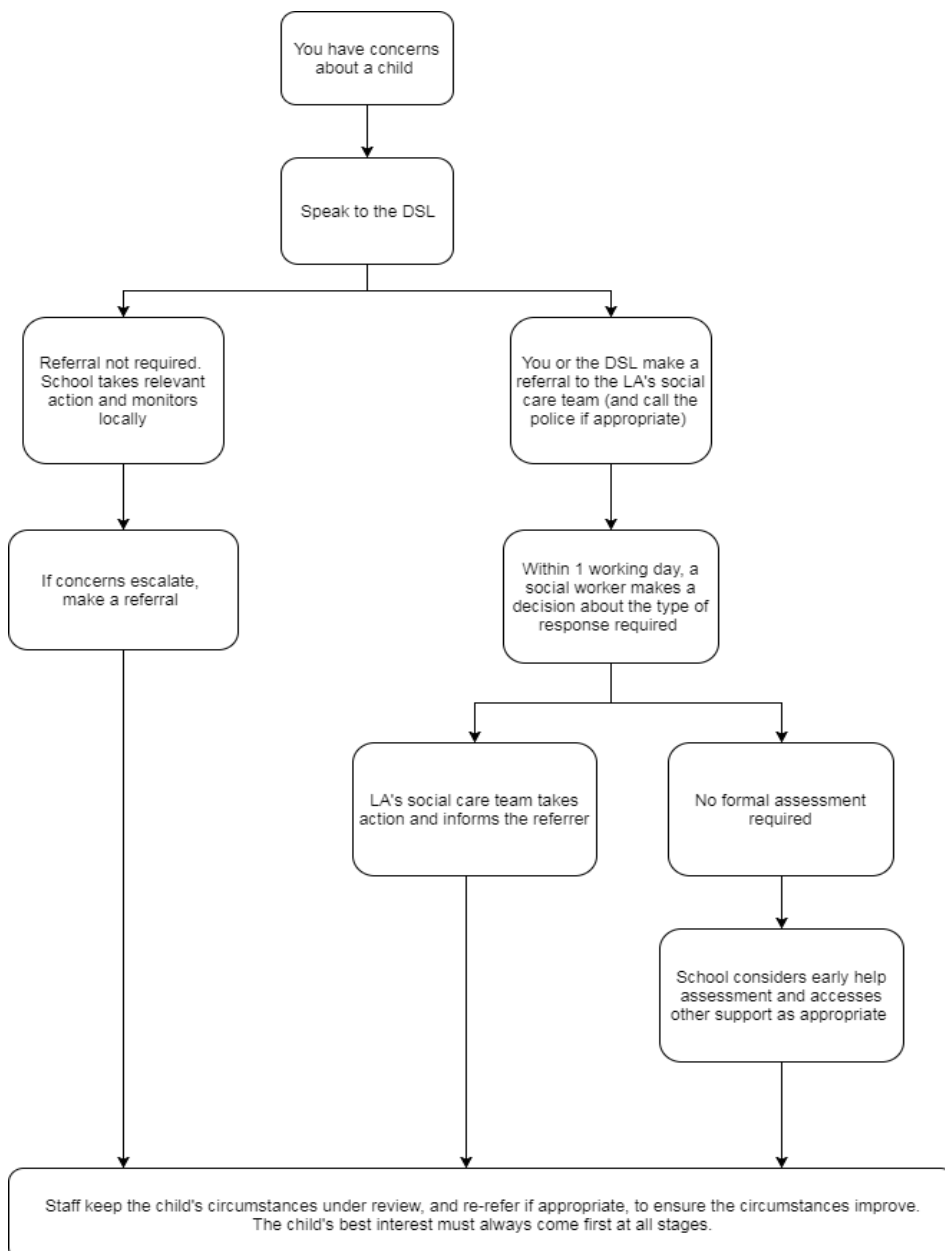 You have concerns
about a child
Speak to the DSL
Referral not required.
School takes relevant
action and monitors
locally
You or the DSL make a
referral to the LA's social
care team (and call the
police if appropriate)
If concerns escalate,
make a referral
Within 1 working day, a
social worker makes a
decision about the type of
response required
LA's social care team takes
action and informs the referrer
No formal assessment
required
School considers early help
assessment and accesses
other support as appropriate
Staff keep the child's circumstances under review, and re-refer if appropriate, to ensure the circumstances improve.
The child's best interest must always come first at all stages.